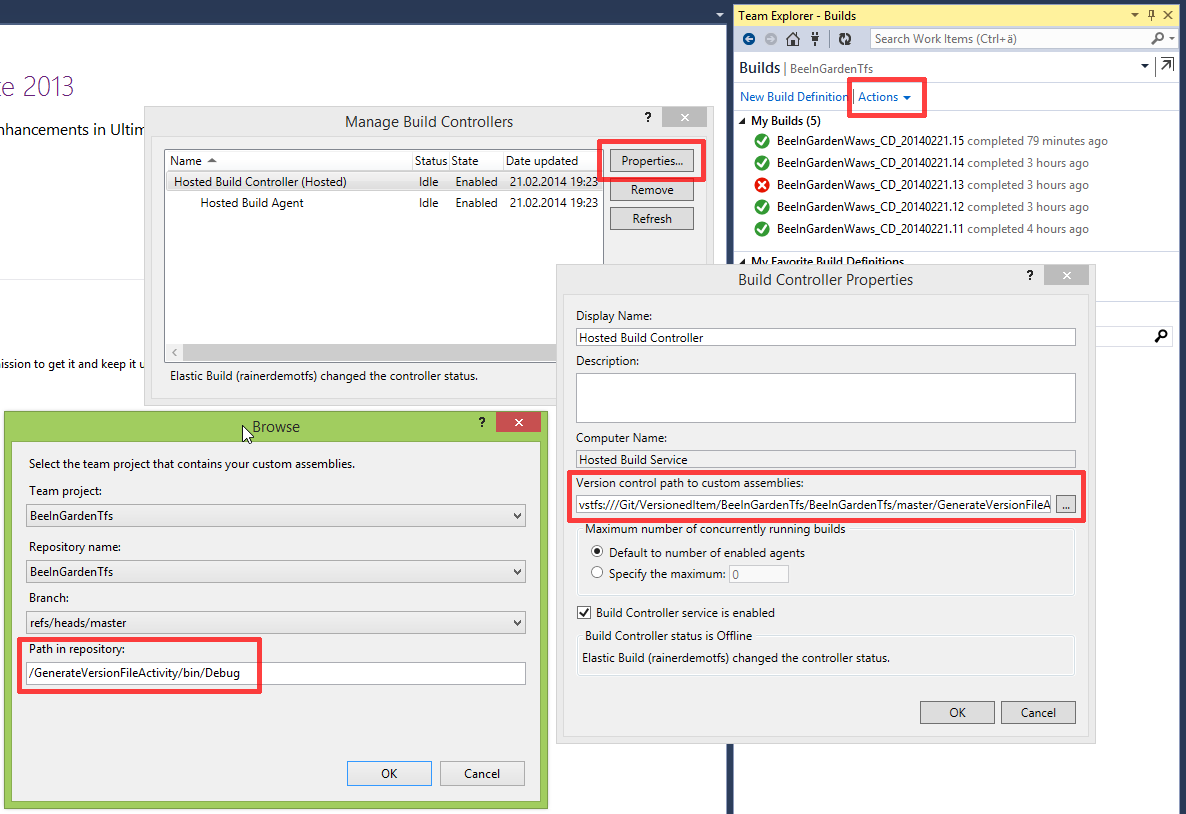 e 2013
nhancements in Ultim
ission to get it and keep it u
Manage Build Controllers
?
Name Status State Date updated
Hosted Build Controller (Hosted) Idle Enabled 21.02.2014 19:23
Hosted Build Agent Idle Enabled 21.02.2014 19:23
Properties...
Remove
Refresh
Elastic Build (rainerdemotfs) changed the controller status.
Team Explorer - Builds
Search Work Items (Ctrl+ä)
Builds | BeeInGardenTfs
New Build Definition Actions
My Builds (5)
BeeInGardenWaws_CD_20140221.15 completed 79 minutes ago
BeeInGardenWaws_CD_20140221.14 completed 3 hours ago
BeeInGardenWaws_CD_20140221.13 completed 3 hours ago
BeeInGardenWaws_CD_20140221.12 completed 3 hours ago
BeeInGardenWaws_CD_20140221.11 completed 4 hours ago
My Favorite Build Definitions
Build Controller Properties
?
Display Name:
Hosted Build Controller
Description:
Computer Name:
Hosted Build Service
Version control path to custom assemblies:
vstfs:///Git/VersionedItem/BeeInGardenTfs/BeeInGardenTfs/master/GenerateVersionFileA
...
Maximum number of concurrently running builds
Default to number of enabled agents
Specify the maximum: 0
Build Controller service is enabled
Build Controller status is Offline
Elastic Build (rainerdemotfs) changed the controller status.
OK Cancel
Browse
?
Select the team project that contains your custom assemblies.
Team project:
BeeInGardenTfs
Repository name:
BeeInGardenTfs
Branch:
refs/heads/master
Path in repository:
/GenerateVersionFileActivity/bin/Debug
OK Cancel